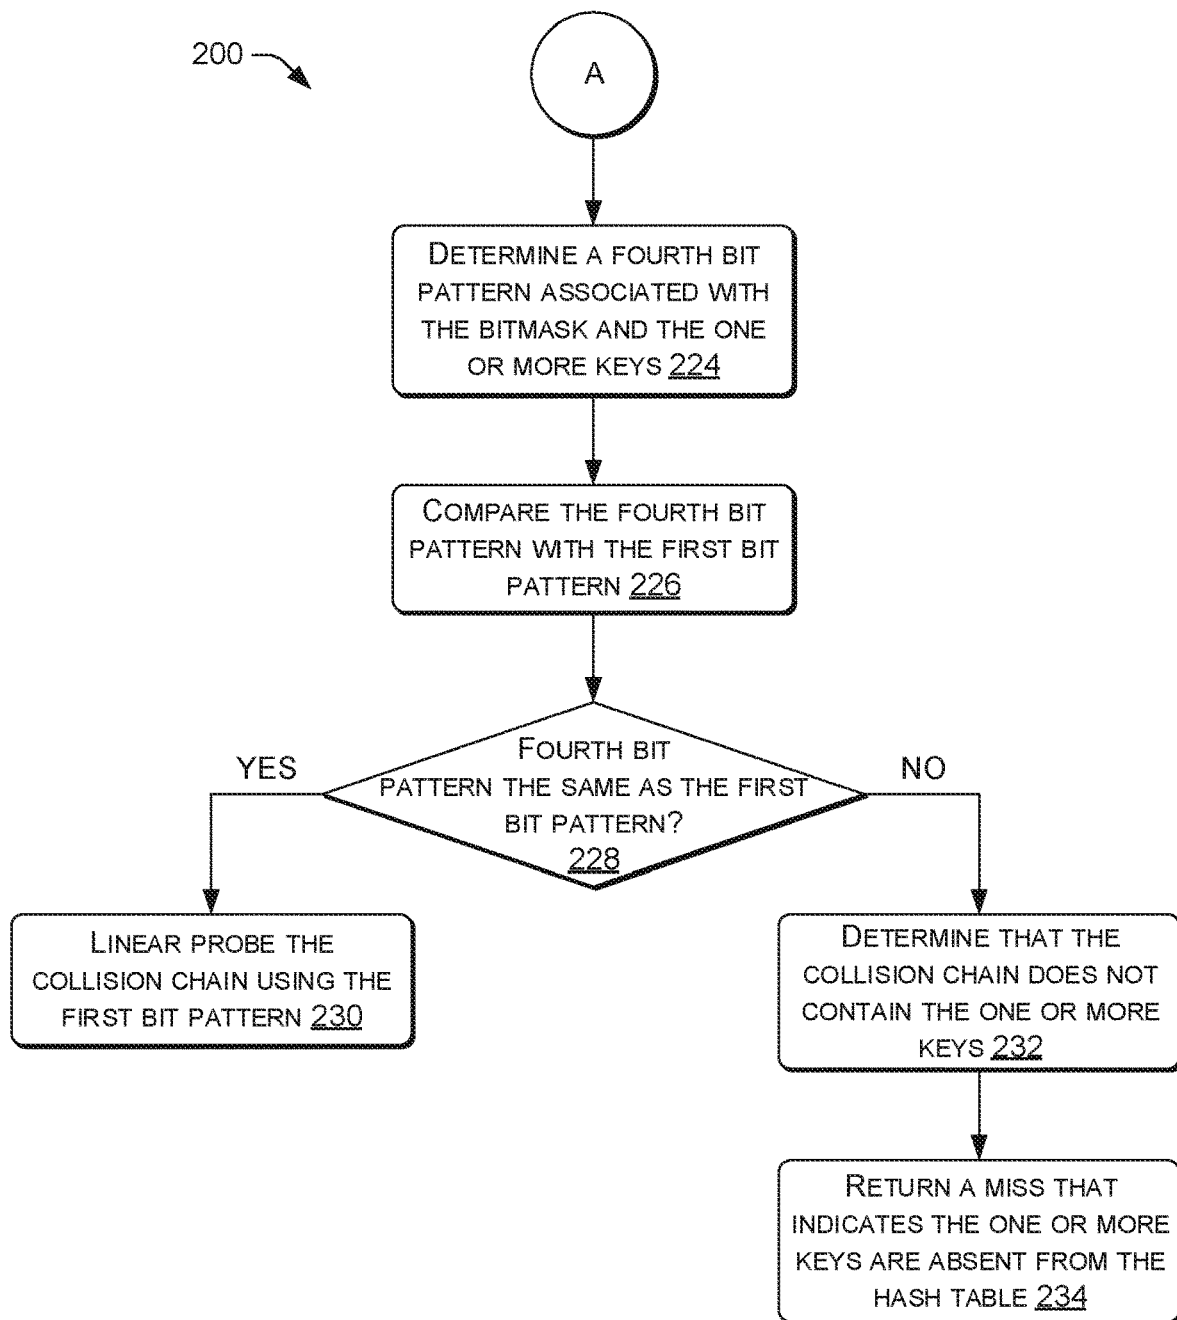 200
A
DETERMINE A FOURTH BIT
PATTERN ASSOCIATED WITH
THE BITMASK AND THE ONE
OR MORE KEYS 224
COMPARE THE FOURTH BIT
PATTERN WITH THE FIRST BIT
PATTERN 226
FOURTH BIT
PATTERN THE SAME AS THE FIRST
BIT PATTERN?
228
YES
NO
LINEAR PROBE THE
COLLISION CHAIN USING THE
FIRST BIT PATTERN 230
DETERMINE THAT THE
COLLISION CHAIN DOES NOT
CONTAIN THE ONE OR MORE
KEYS 232
RETURN A MISS THAT
INDICATES THE ONE OR MORE
KEYS ARE ABSENT FROM THE
HASH TABLE 234